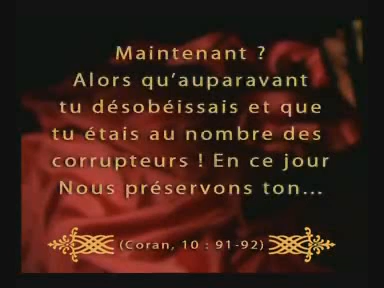 Maintenant ?
Alors qu'auparavant
tu désobéissais et que
tu étais au nombre des
corrupteurs ! En ce jour
Nous préservons ton...
(Coran, 10 : 91-92)